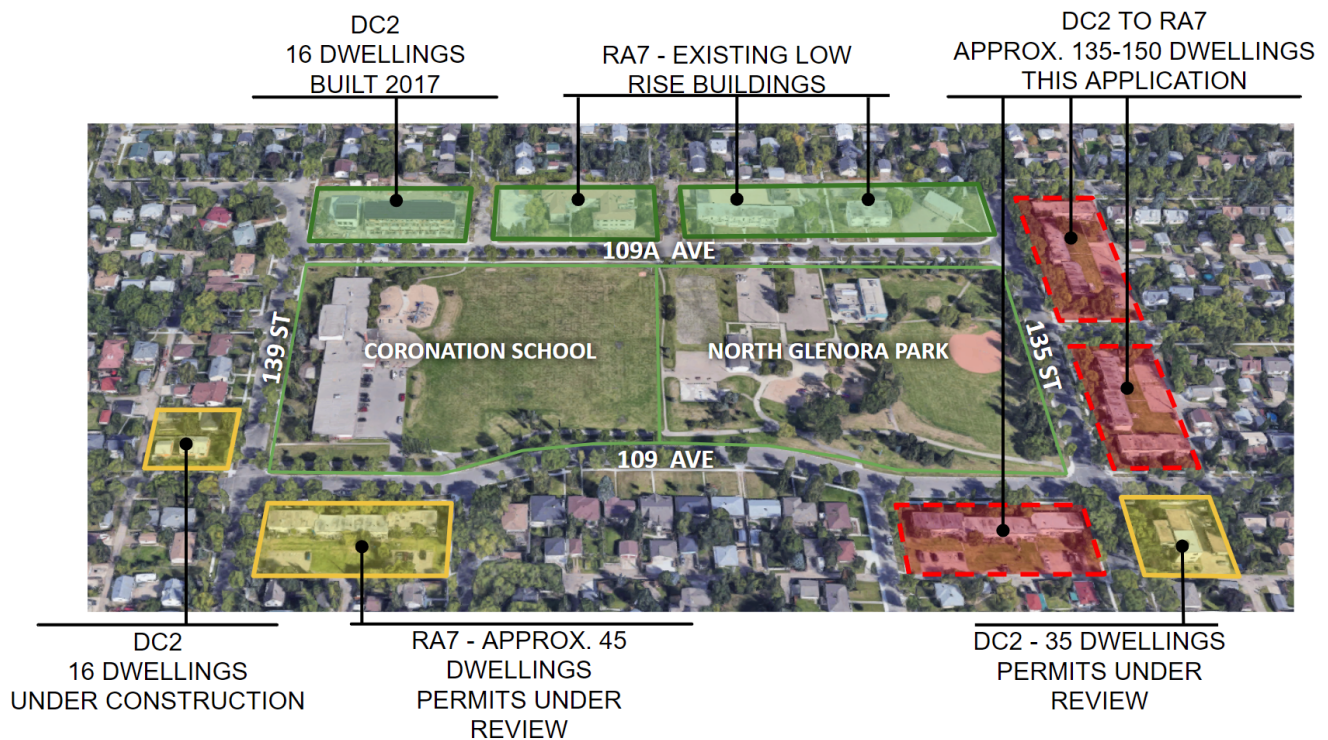 DC2
16 DWELLINGS
BUILT 2017
RA7 - EXISTING LOW
RISE BUILDINGS
DC2 TO RA7
APPROX. 135-150 DWELLINGS
THIS APPLICATION
109A AVE
139 ST
CORONATION SCHOOL
NORTH GLENORA PARK
135 ST
109 AVE
DC2
16 DWELLINGS
UNDER CONSTRUCTION
RA7 - APPROX. 45
DWELLINGS
PERMITS UNDER
REVIEW
DC2 - 35 DWELLINGS
PERMITS UNDER
REVIEW